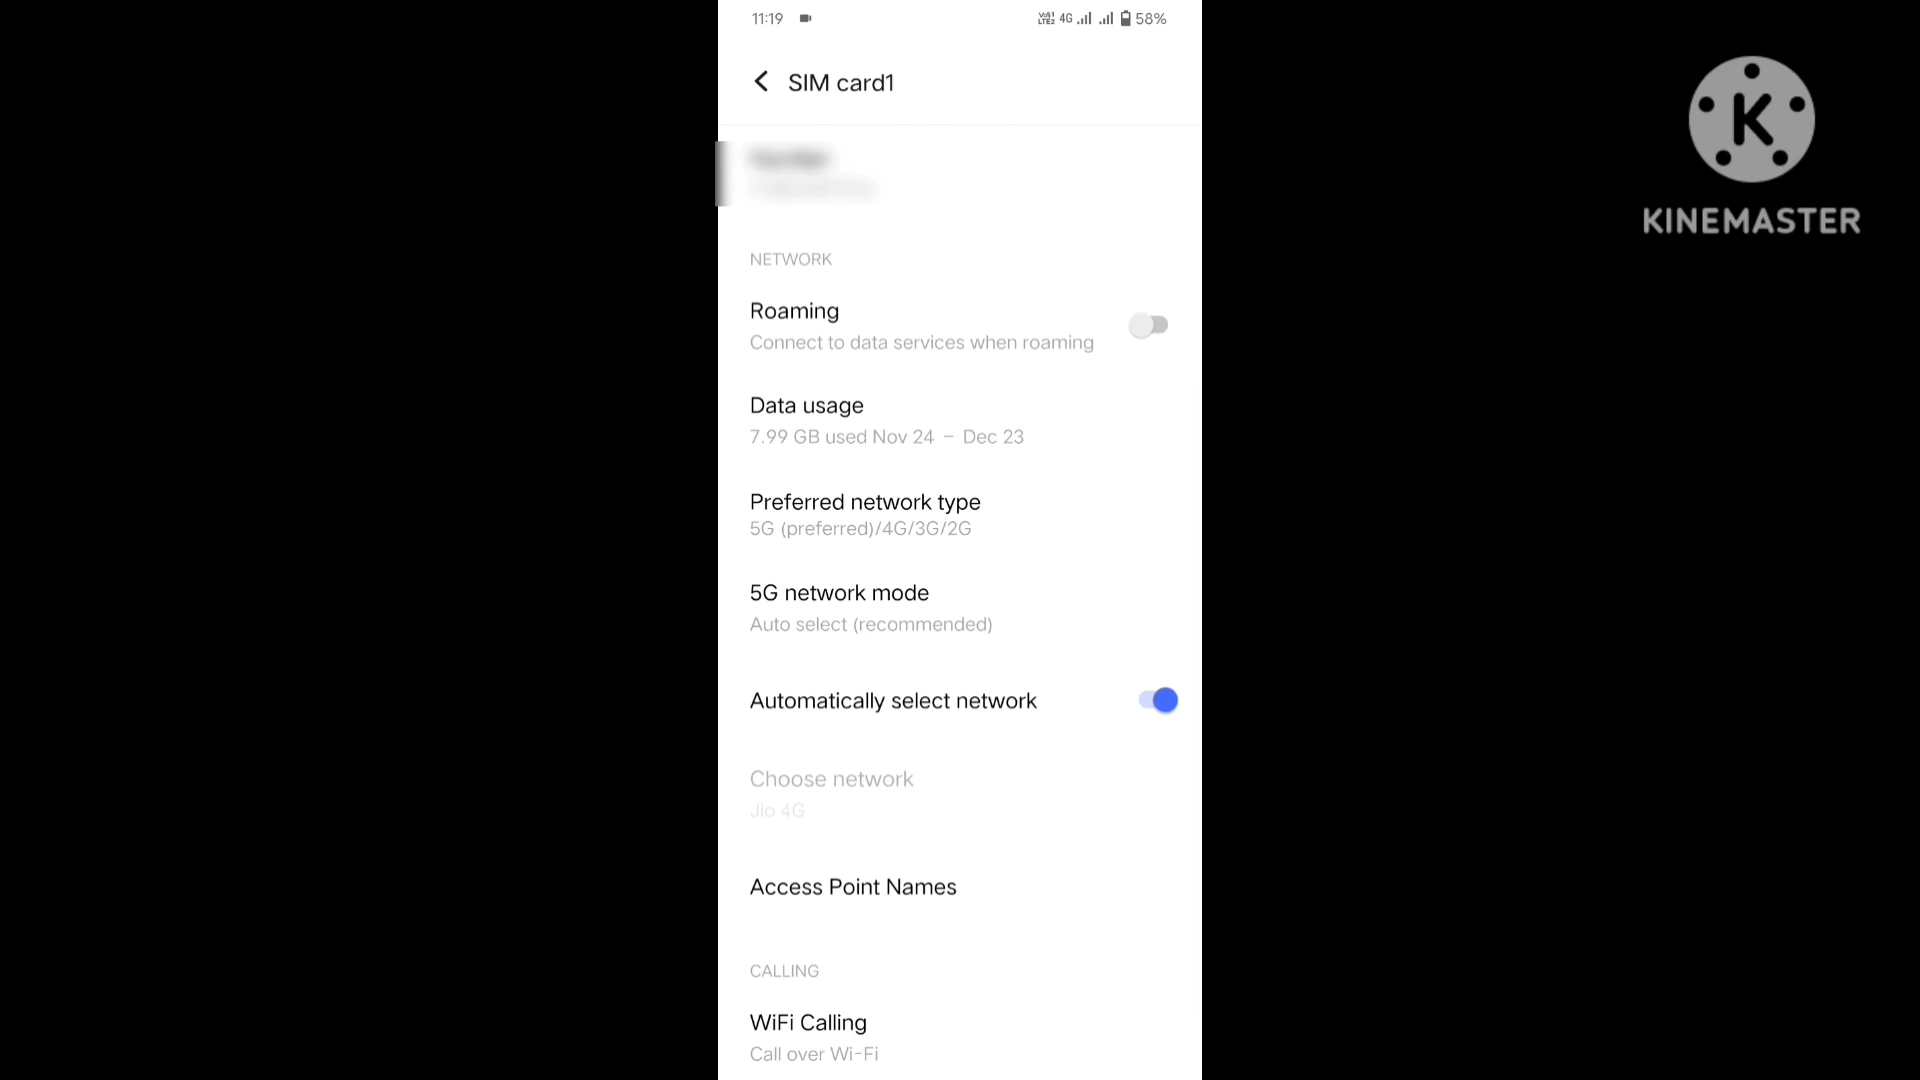 11:19
4G 58%
SIM card1
NETWORK
Roaming
Connect to data services when roaming
Data usage
7.99 GB used Nov 24 – Dec 23
Preferred network type
5G (preferred)/4G/3G/2G
5G network mode
Auto select (recommended)
Automatically select network
Choose network
Jio 4G
Access Point Names
CALLING
WiFi Calling
Call over Wi-Fi
K
KINEMASTER